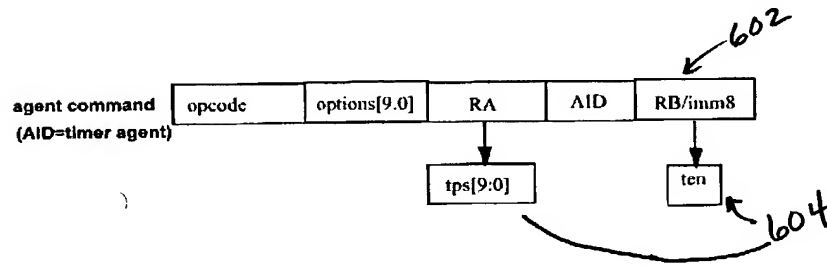 602
agent command
(AID=timer agent)
opcode
options[9.0]
RA
AID
RB/imm8
tps[9:0]
ten
604